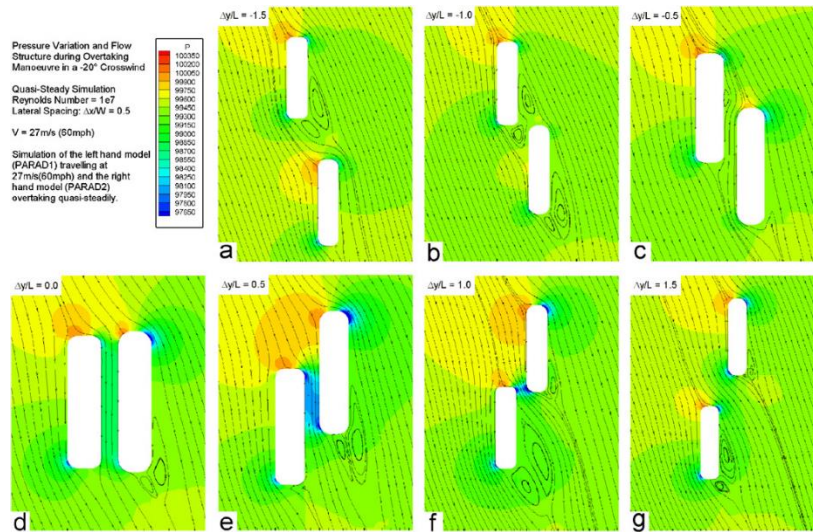 Pressure Variation and Flow
Structure during Overtaking
Manoeuvre in a -20° Crosswind
Quasi-Steady Simulation
Reynolds Number = 1e7
Lateral Spacing: Δx/W = 0.5
V = 27m/s (60mph)
Simulation of the left hand model
(PARAD1) travelling at
27m/s(60mph) and the right
hand model (PARAD2)
overtaking quasi-steadily.
P
100350
100200
100050
99900
99750
99600
99450
99300
99150
99000
98850
98700
98550
98400
98250
98100
97950
97800
97650
Δy/L = -1.5
a
Δy/L = -1.0
b
Δy/L = -0.5
c
Δy/L = 0.0
d
Δy/L = 0.5
e
Δy/L = 1.0
f
Δy/L = 1.5
g